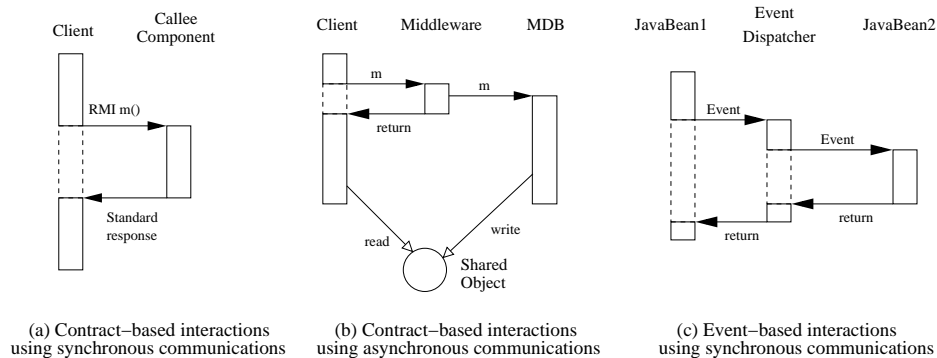 Client
Callee
Component
RMI m()
Standard
response
(a) Contract−based interactions
using synchronous communications
Client
Middleware
MDB
m
m
return
read
write
Shared
Object
(b) Contract−based interactions
using asynchronous communications
JavaBean1
Event
Dispatcher
JavaBean2
Event
Event
return
return
(c) Event−based interactions
using synchronous communications